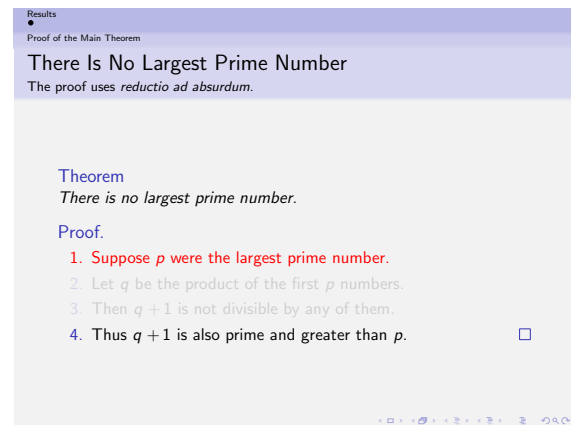 Results
Proof of the Main Theorem
There Is No Largest Prime Number
The proof uses reductio ad absurdum.
Theorem
There is no largest prime number.
Proof.
1. Suppose p were the largest prime number.
2. Let q be the product of the first p numbers.
3. Then q + 1 is not divisible by any of them.
4. Thus q + 1 is also prime and greater than p.